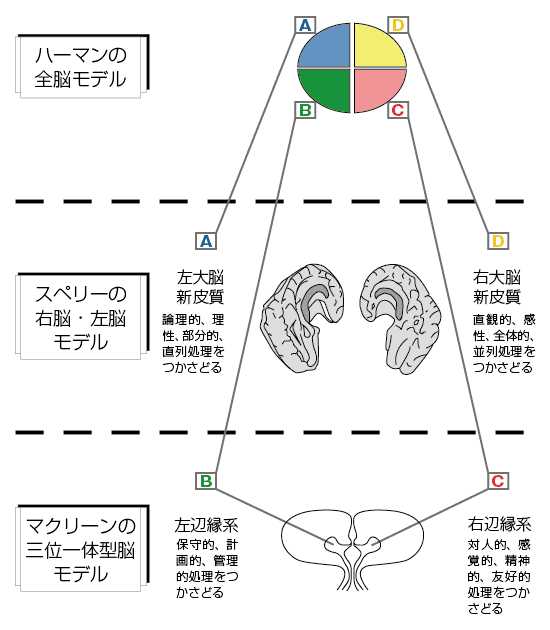 ハーマンの
全脳モデル
A
D
B
C
A
D
スペリーの
右脳・左脳
モデル
左大脳
新皮質
論理的、理
性、部分的、
直列処理を
つかさどる
右大脳
新皮質
直観的、感
性、全体的、
並列処理を
つかさどる
B
C
マクリーンの
三位一体型脳
モデル
左辺縁系
保守的、計
画的、管理
的処理をつ
かさどる
右辺縁系
対人的、感
覚的、精神
的、友好的
処理をつか
さどる